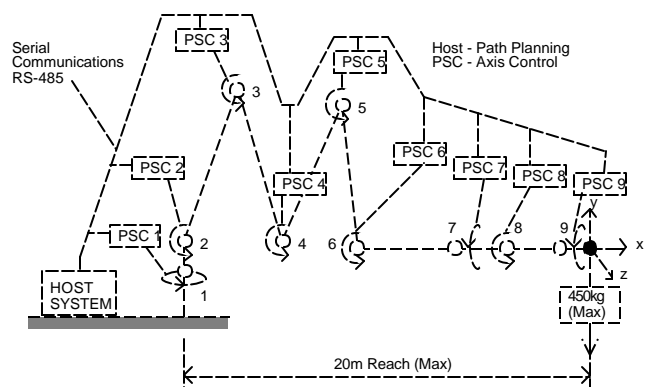 Serial
Communications
RS-485
PSC 3
PSC 5
Host - Path Planning
PSC - Axis Control
3
5
PSC 2
PSC 4
PSC 6
PSC 7
PSC 8
PSC 9
PSC 1
2
4
6
7
8
9
y
x
z
1
HOST
SYSTEM
450kg
(Max)
20m Reach (Max)